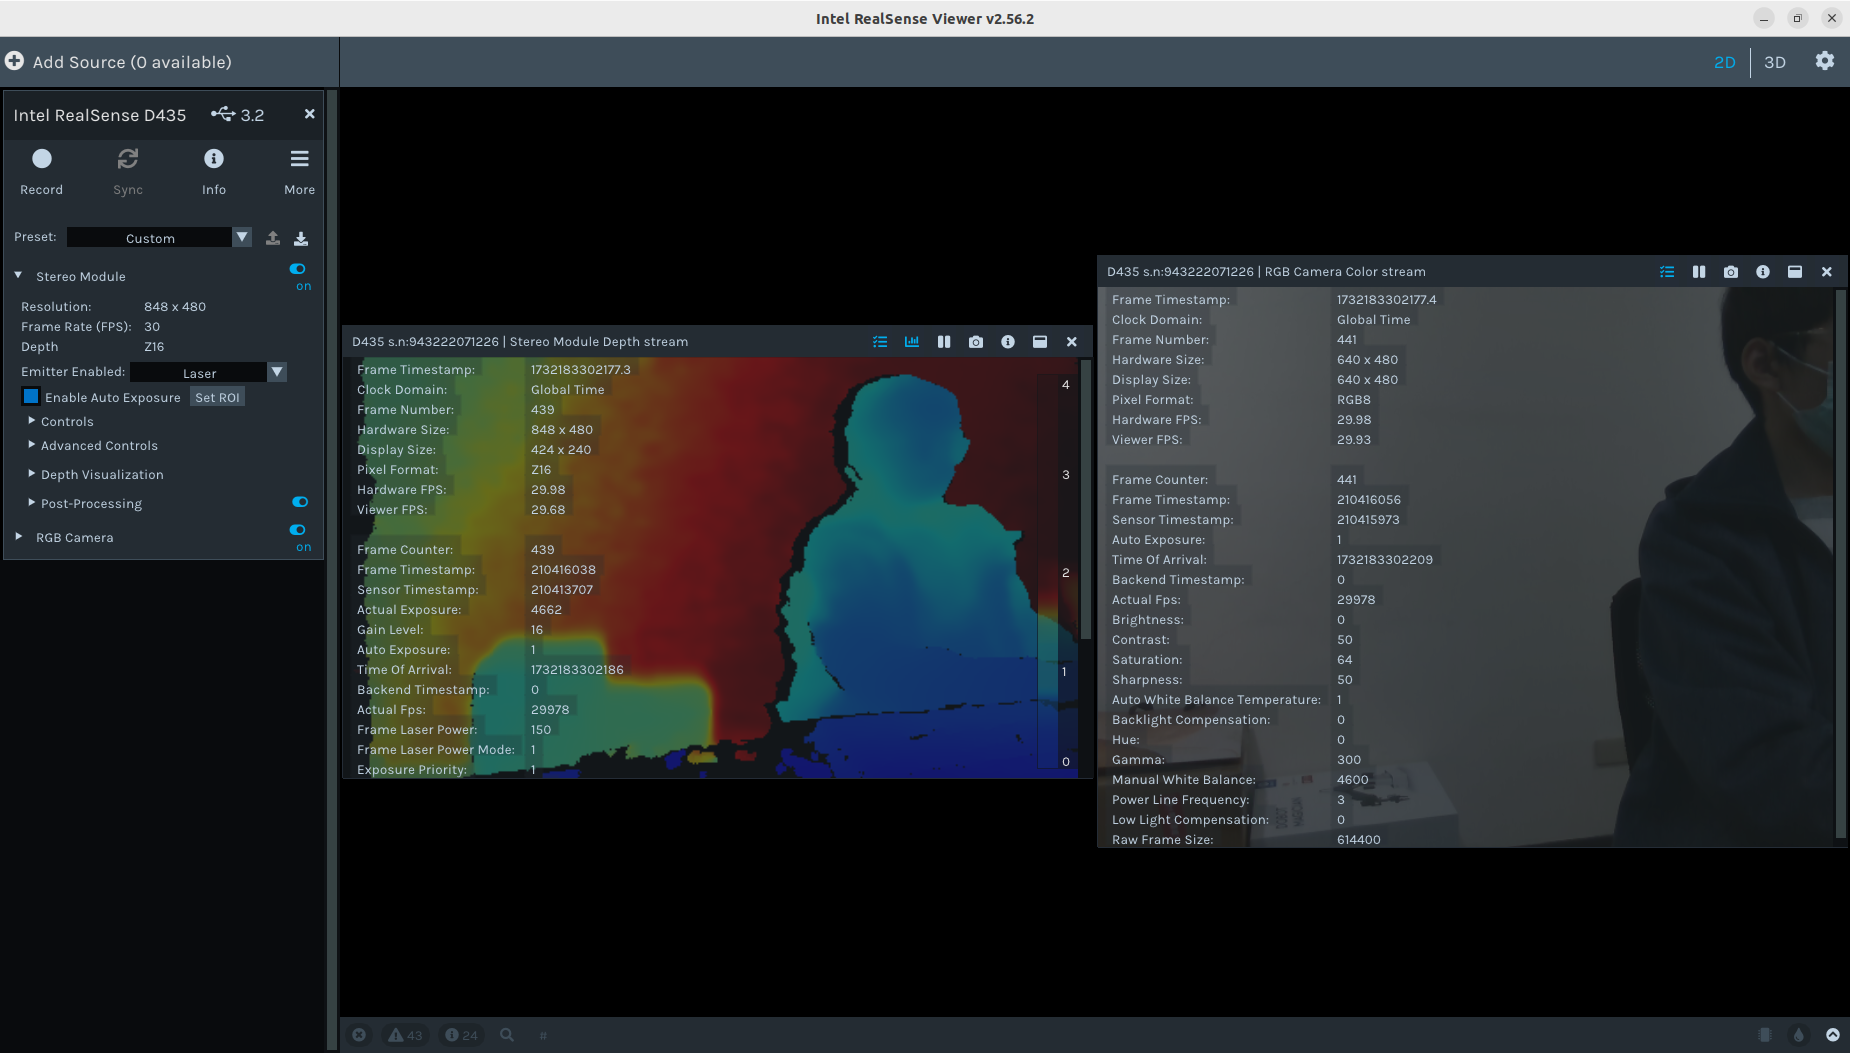 Intel RealSense Viewer v2.56.2
Add Source (0 available)
2D
3D
Intel RealSense D435
3.2
Record
Sync
Info
More
Preset:
Custom
Stereo Module
on
Resolution: 848 x 480
Frame Rate (FPS): 30
Depth Z16
Emitter Enabled: Laser
Enable Auto Exposure Set ROI
Controls
Advanced Controls
Depth Visualization
Post-Processing
RGB Camera
on
D435 s.n:943222071226 | Stereo Module Depth stream
Frame Timestamp: 1732183302177.3
Clock Domain: Global Time
Frame Number: 439
Hardware Size: 848 x 480
Display Size: 424 x 240
Pixel Format: Z16
Hardware FPS: 29.98
Viewer FPS: 29.68
Frame Counter: 439
Frame Timestamp: 210416038
Sensor Timestamp: 210413707
Actual Exposure: 4662
Gain Level: 16
Auto Exposure: 1
Time Of Arrival: 1732183302186
Backend Timestamp: 0
Actual Fps: 29978
Frame Laser Power: 150
Frame Laser Power Mode: 1
Exposure Priority: 1
4
3
2
1
0
D435 s.n:943222071226 | RGB Camera Color stream
Frame Timestamp: 1732183302177.4
Clock Domain: Global Time
Frame Number: 441
Hardware Size: 640 x 480
Display Size: 640 x 480
Pixel Format: RGB8
Hardware FPS: 29.98
Viewer FPS: 29.93
Frame Counter: 441
Frame Timestamp: 210416056
Sensor Timestamp: 210415973
Auto Exposure: 1
Time Of Arrival: 1732183302209
Backend Timestamp: 0
Actual Fps: 29978
Brightness: 0
Contrast: 50
Saturation: 64
Sharpness: 50
Auto White Balance Temperature: 1
Backlight Compensation: 0
Hue: 0
Gamma: 300
Manual White Balance: 4600
Power Line Frequency: 3
Low Light Compensation: 0
Raw Frame Size: 614400
DOBOT
MAGICIAN
43
24
#